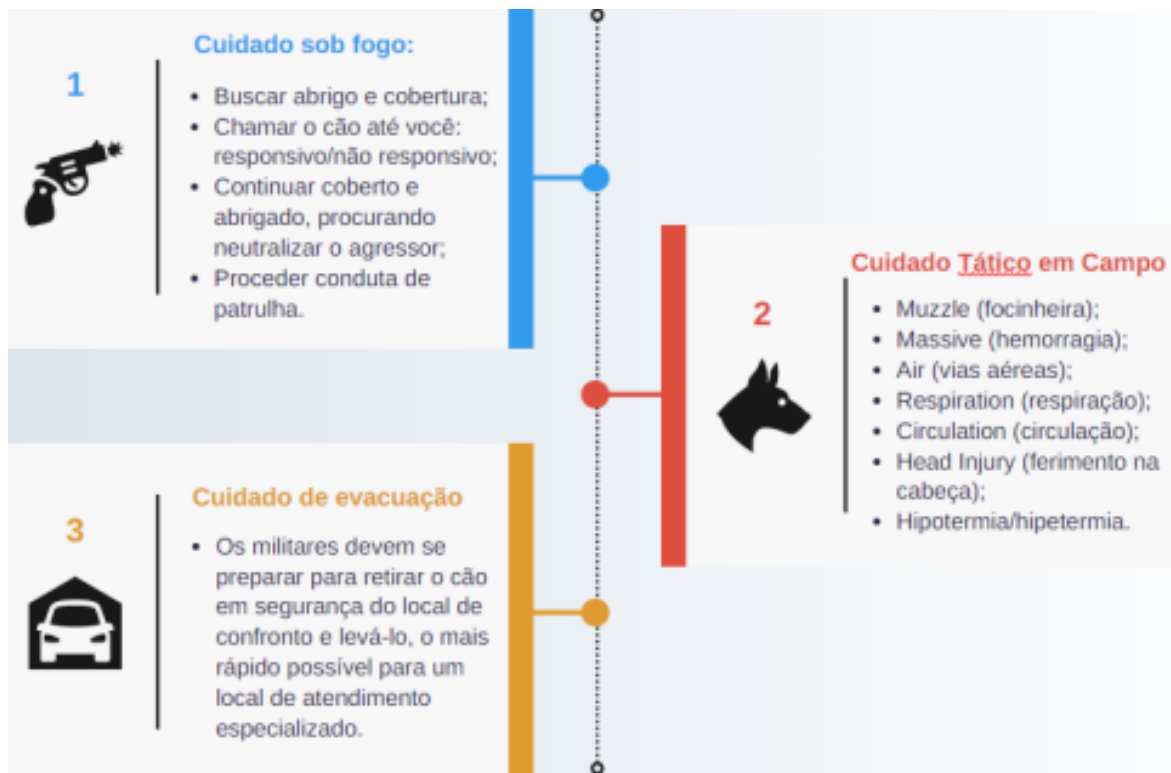 1
Cuidado sob fogo:
• Buscar abrigo e cobertura;
• Chamar o cão até você:
responsivo/não responsivo;
• Continuar coberto e
abrigado, procurando
neutralizar o agressor;
• Proceder conduta de
patrulha.
2
Cuidado Tático em Campo
• Muzzle (focinheira);
• Massive (hemorragia);
• Air (vias aéreas);
• Respiration (respiração);
• Circulation (circulação);
• Head Injury (ferimento na
cabeça);
• Hipotermia/hipetermia.
3
Cuidado de evacuação
• Os militares devem se
preparar para retirar o cão
em segurança do local de
confronto e levá-lo, o mais
rápido possível para um
local de atendimento
especializado.